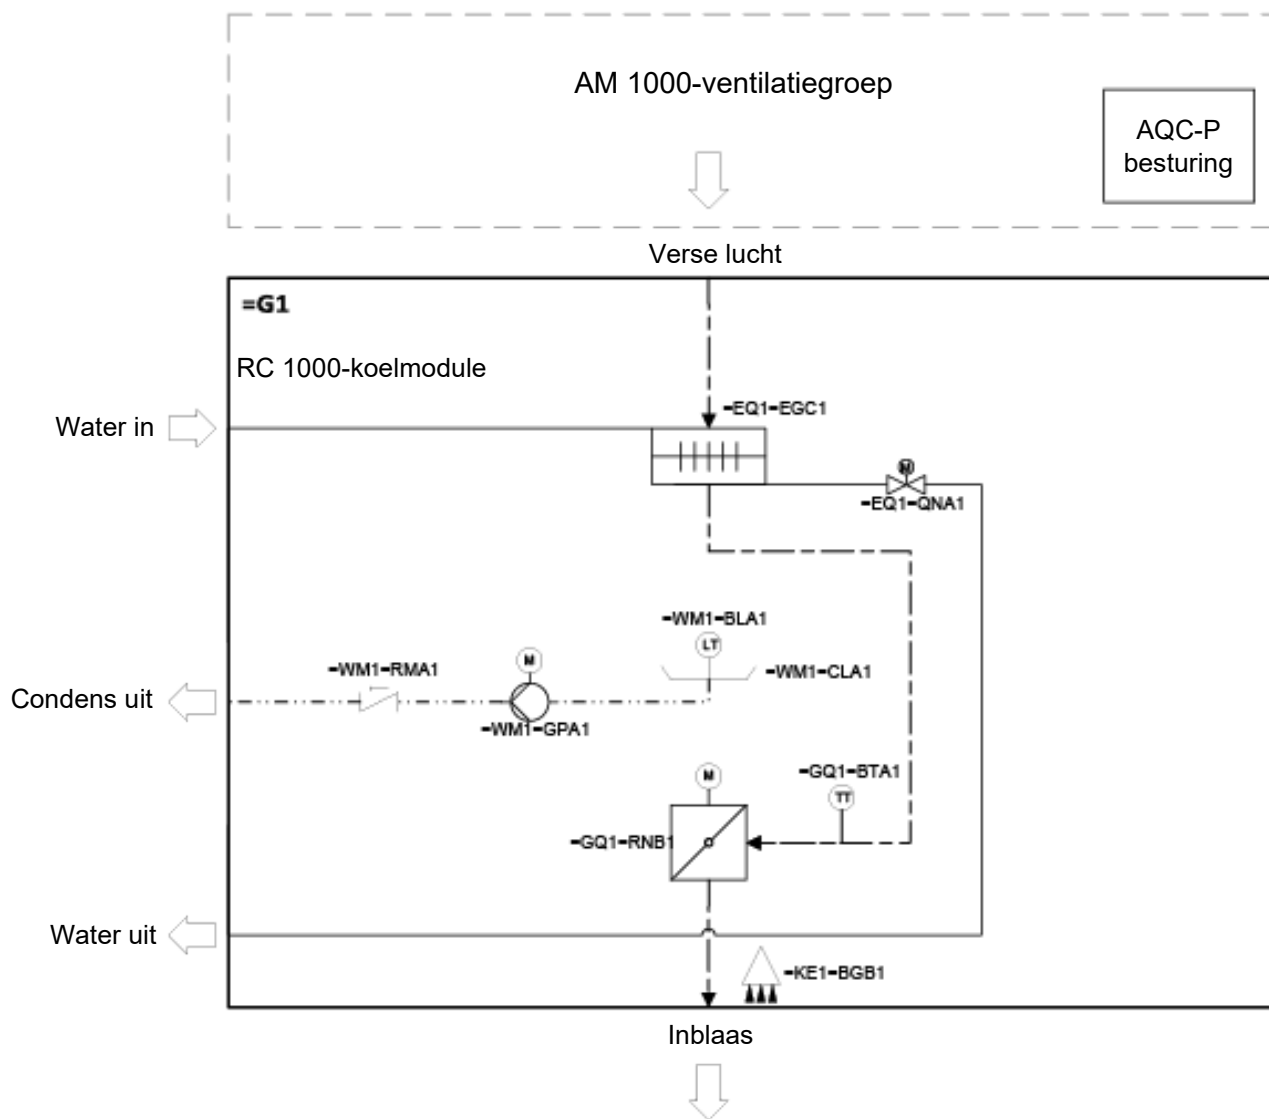 AM 1000-ventilatiegroep
AQC-P
besturing
Verse lucht
=G1
RC 1000-koelmodule
-EQ1-EGC1
Water in
M
-EQ1-QNA1
-WM1-BLA1
LT
-WM1-RMA1
M
-WM1-CLA1
Condens uit
-WM1-GPA1
M
-GQ1-BTA1
TT
-GQ1-RNB1
Water uit
-KE1-BGB1
Inblaas